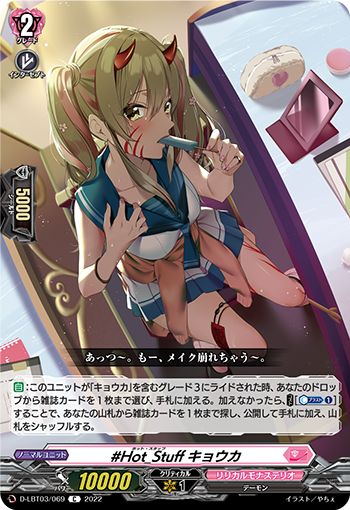 2
グレード
インターセプト
5000
シールド
あっつ~。もー、メイク崩れちゃう~。
自:このユニットが「キョウカ」を含むグレード3にライドされた時、あなたのドロッ
プから雑誌カードを1枚まで選び、手札に加える。加えなかったら、【ブラスト1】
することで、あなたの山札から雑誌カードを1枚まで探し、公開して手札に加え、山
札をシャッフルする。
ノーマルユニット
ホット・スタッフ
#Hot_Stuff キョウカ
リリカルモナステリオ
D-LBT03/069 C 2022
パワー 10000
クリティカル
1
デーモン
イラスト/やちぇ